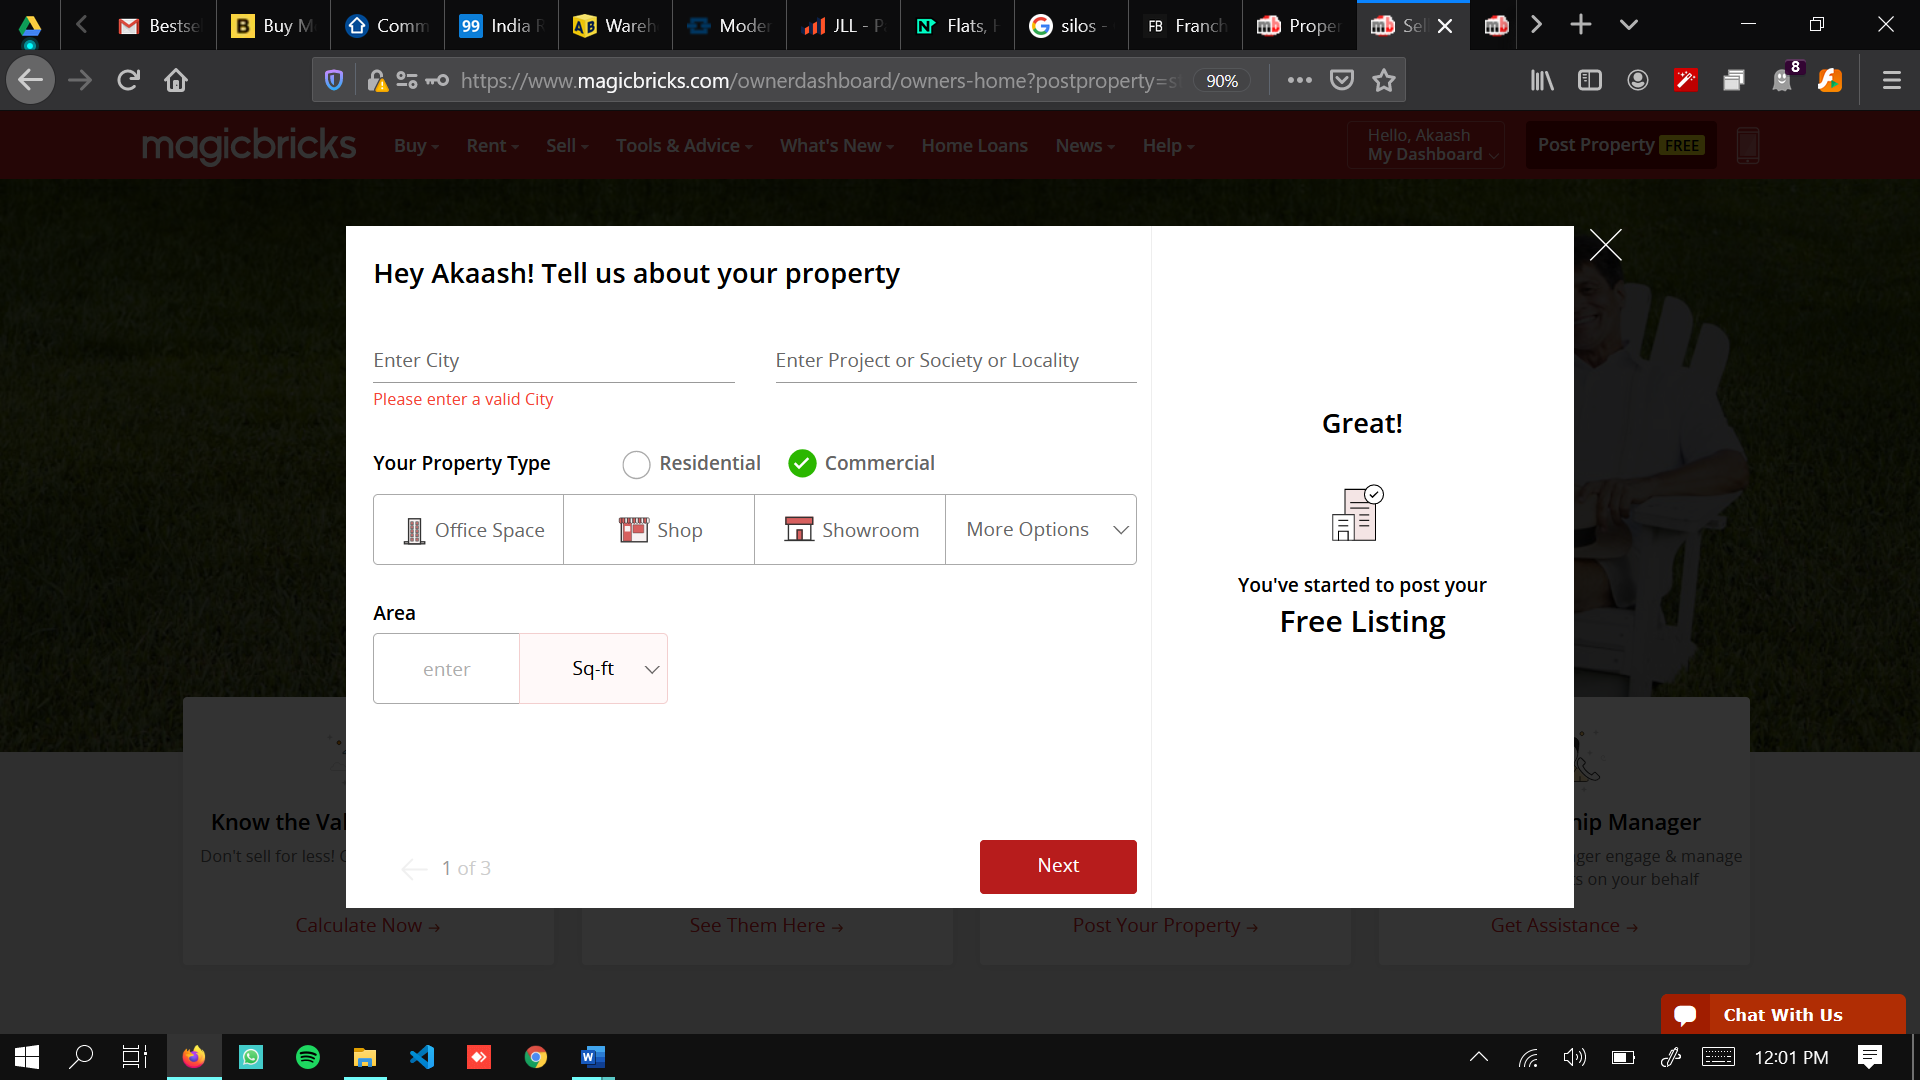 Bestse
Buy M
Comm
India R
Wareh
Moder
JLL - P
Flats, H
silos -
Franch
Proper
Sel
https://www.magicbricks.com/ownerdashboard/owners-home?postproperty=st
90%
8
magicbricks
Buy
Rent
Sell
Tools & Advice
What's New
Home Loans
News
Help
Hello, Akaash
My Dashboard
Post Property FREE
Hey Akaash! Tell us about your property
Enter City
Enter Project or Society or Locality
Please enter a valid City
Your Property Type
Residential
Commercial
Office Space
Shop
Showroom
More Options
Area
enter
Sq-ft
1 of 3
Next
Great!
You've started to post your
Free Listing
Know the Val
Don't sell for less!
Calculate Now →
See Them Here →
Post Your Property →
hip Manager
ger engage & manage
s on your behalf
Get Assistance →
Chat With Us
12:01 PM